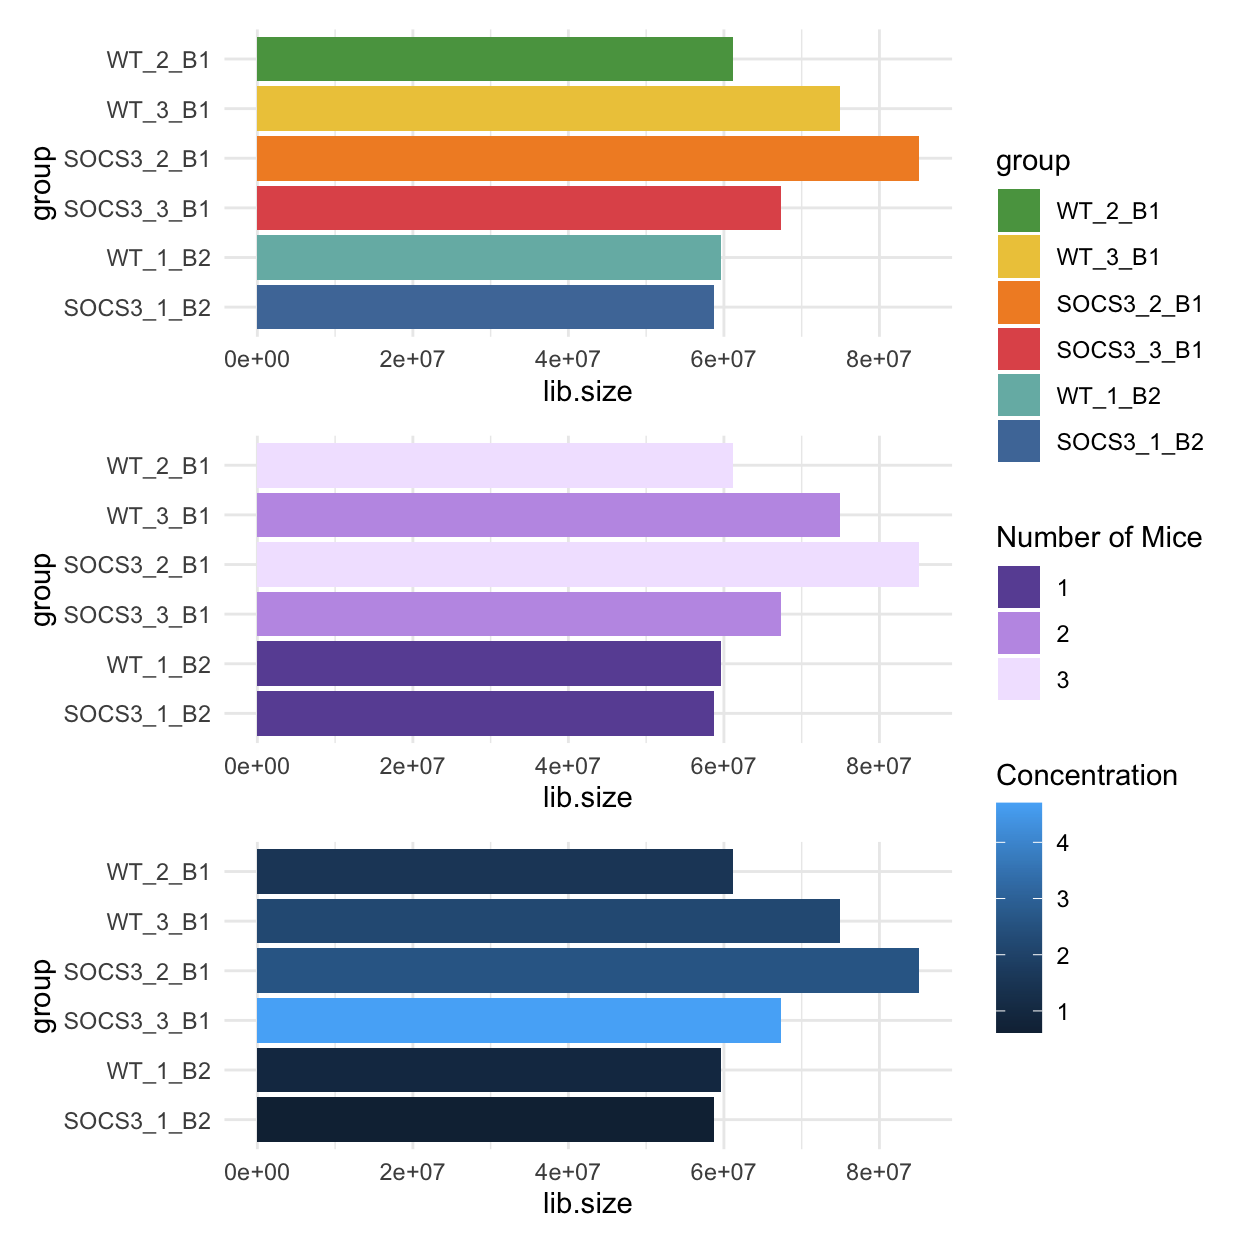 WT_2_B1
WT_3_B1
SOCS3_2_B1
SOCS3_3_B1
WT_1_B2
SOCS3_1_B2
group
0e+00 2e+07 4e+07 6e+07 8e+07
lib.size
WT_2_B1
WT_3_B1
SOCS3_2_B1
SOCS3_3_B1
WT_1_B2
SOCS3_1_B2
group
0e+00 2e+07 4e+07 6e+07 8e+07
lib.size
WT_2_B1
WT_3_B1
SOCS3_2_B1
SOCS3_3_B1
WT_1_B2
SOCS3_1_B2
group
0e+00 2e+07 4e+07 6e+07 8e+07
lib.size
group
WT_2_B1
WT_3_B1
SOCS3_2_B1
SOCS3_3_B1
WT_1_B2
SOCS3_1_B2
Number of Mice
1
2
3
Concentration
4
3
2
1